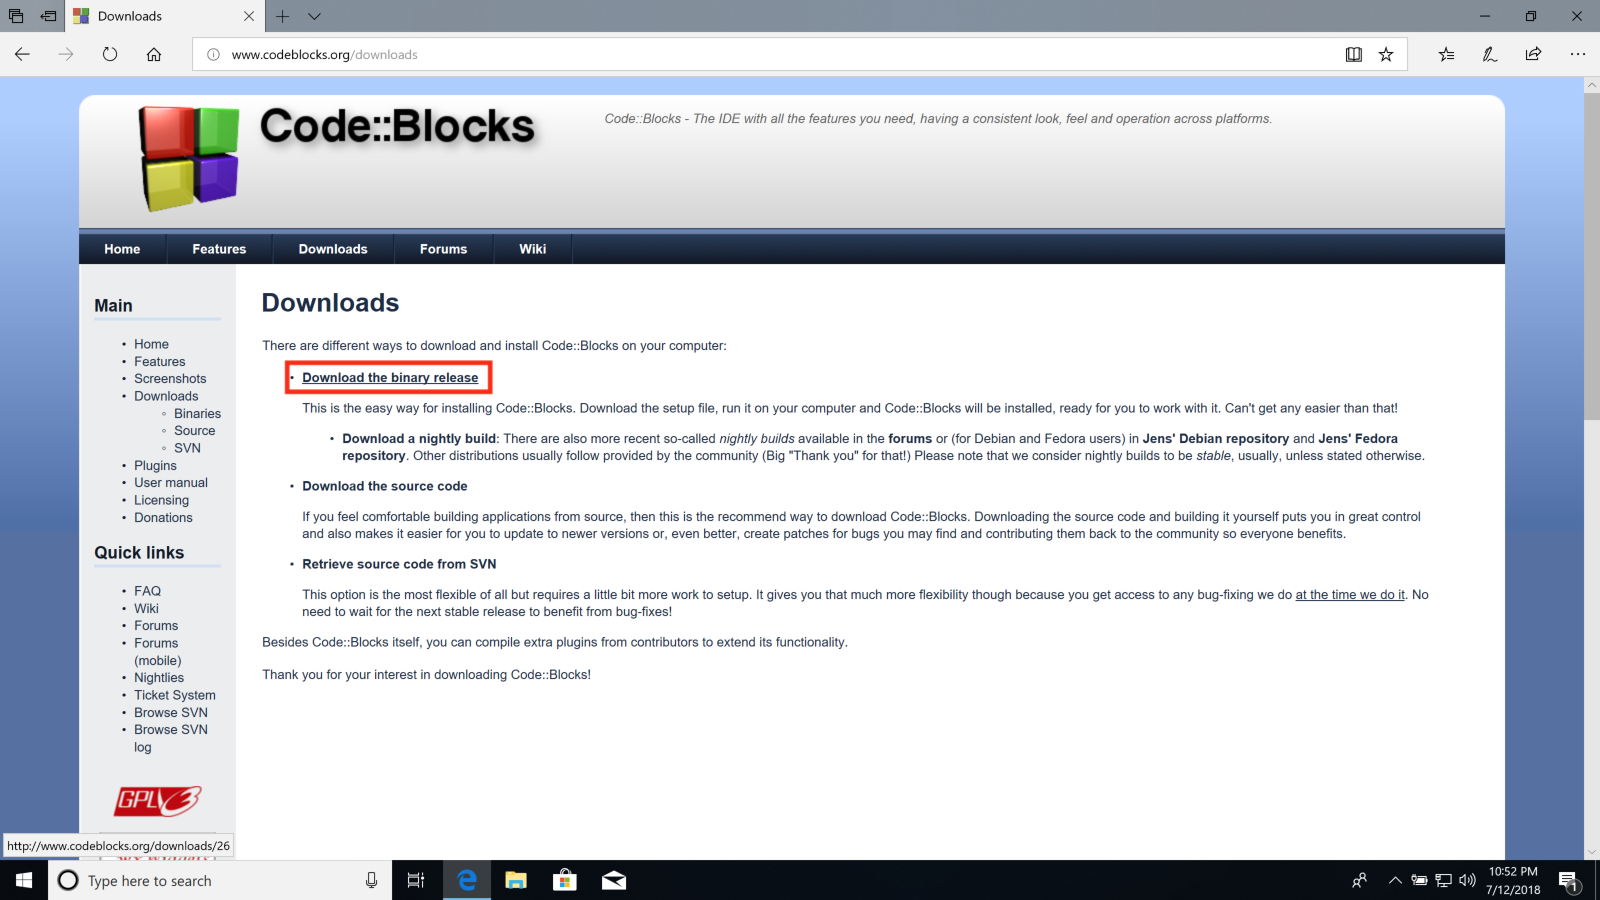 Downloads
www.codeblocks.org/downloads
Code::Blocks
Code::Blocks - The IDE with all the features you need, having a consistent look, feel and operation across platforms.
Home Features Downloads Forums Wiki
Main
• Home
• Features
• Screenshots
• Downloads
◦ Binaries
◦ Source
◦ SVN
• Plugins
• User manual
• Licensing
• Donations
Quick links
• FAQ
• Wiki
• Forums
• Forums
(mobile)
• Nightlies
• Ticket System
• Browse SVN
• Browse SVN
log
GPLv3
Downloads
There are different ways to download and install Code::Blocks on your computer:
• Download the binary release
This is the easy way for installing Code::Blocks. Download the setup file, run it on your computer and Code::Blocks will be installed, ready for you to work with it. Can't get any easier than that!
• Download a nightly build: There are also more recent so-called nightly builds available in the forums or (for Debian and Fedora users) in Jens' Debian repository and Jens' Fedora
repository. Other distributions usually follow provided by the community (Big "Thank you" for that!) Please note that we consider nightly builds to be stable, usually, unless stated otherwise.
• Download the source code
If you feel comfortable building applications from source, then this is the recommend way to download Code::Blocks. Downloading the source code and building it yourself puts you in great control
and also makes it easier for you to update to newer versions or, even better, create patches for bugs you may find and contributing them back to the community so everyone benefits.
• Retrieve source code from SVN
This option is the most flexible of all but requires a little bit more work to setup. It gives you that much more flexibility though because you get access to any bug-fixing we do at the time we do it. No
need to wait for the next stable release to benefit from bug-fixes!
Besides Code::Blocks itself, you can compile extra plugins from contributors to extend its functionality.
Thank you for your interest in downloading Code::Blocks!
http://www.codeblocks.org/downloads/26
Type here to search
10:52 PM
7/12/2018
1